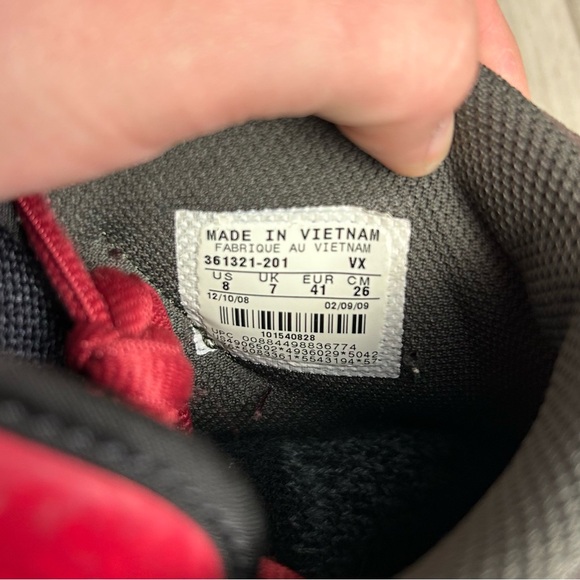 MADE IN VIETNAM
FABRIQUE AU VIETNAM
361321-201 VX
US UK EUR CM
8 7 41 26
12/10/08 02/09/09
101540828
UPC 00884498836774